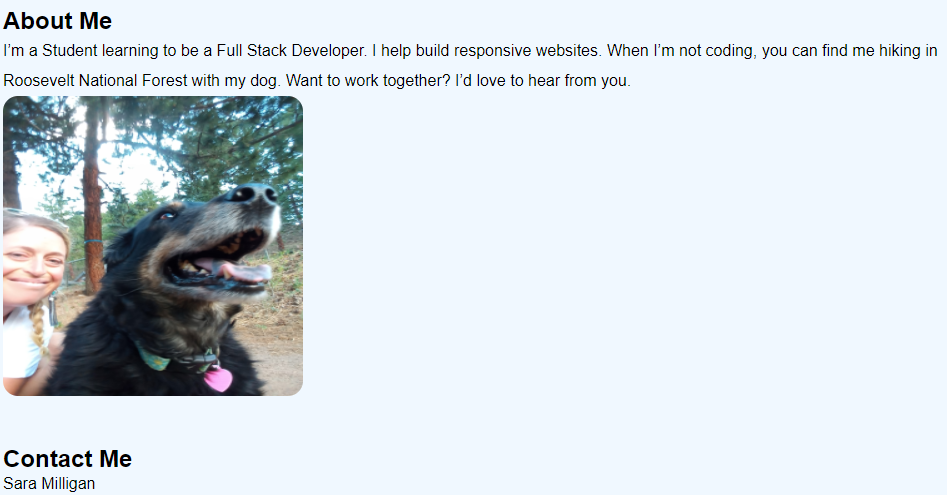 About Me
I’m a Student learning to be a Full Stack Developer. I help build responsive websites. When I’m not coding, you can find me hiking in
Roosevelt National Forest with my dog. Want to work together? I’d love to hear from you.
Contact Me
Sara Milligan